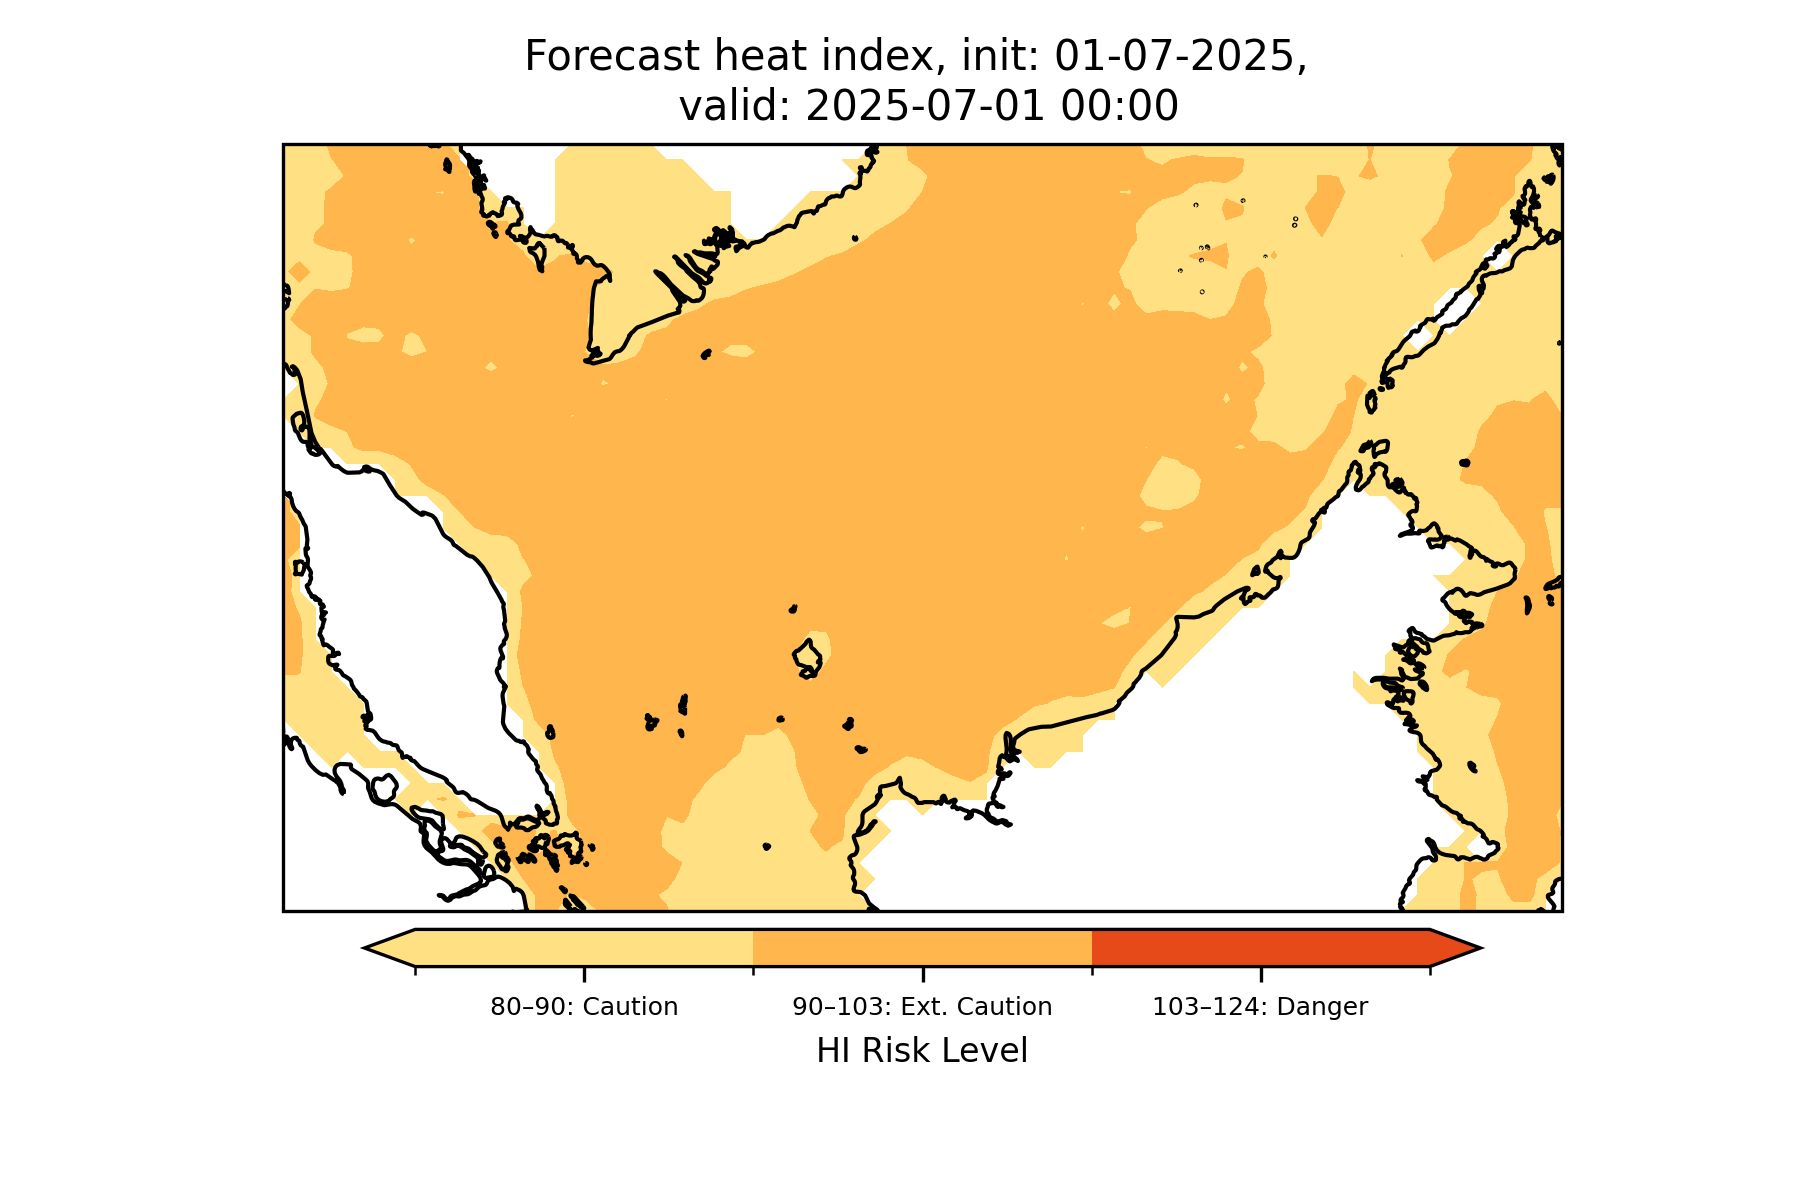 Forecast heat index, init: 01-07-2025,
valid: 2025-07-01 00:00
80–90: Caution
90–103: Ext. Caution
103–124: Danger
HI Risk Level